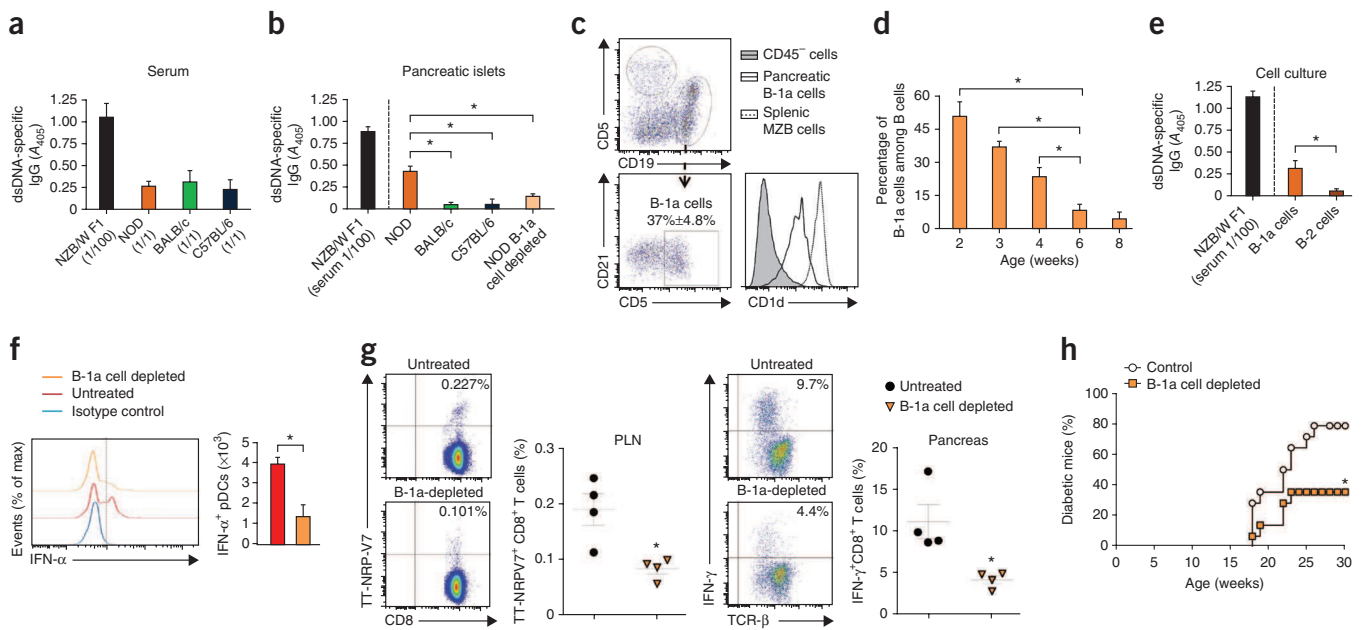 a
Serum
dsDNA-specific
IgG (A405)
1.25
1.00
0.75
0.50
0.25
0
NZB/W F1
(1/100)
NOD
(1/1)
BALB/c
(1/1)
C57BL/6
(1/1)
b
Pancreatic islets
dsDNA-specific
IgG (A405)
1.25
1.00
0.75
0.50
0.25
0
*
*
*
NZB/W F1
(serum 1/100)
NOD
BALB/c
C57BL/6
NOD B-1a
cell depleted
c
CD5
CD19
CD45− cells
Pancreatic
B-1a cells
Splenic
MZB cells
B-1a cells
37%±4.8%
CD21
CD5
CD1d
d
Percentage of
B-1a cells among B cells
60
45
30
15
0
*
*
*
2
3
4
6
8
Age (weeks)
e
Cell culture
dsDNA-specific
IgG (A405)
1.25
1.00
0.75
0.50
0.25
0
*
NZB/W F1
(serum 1/100)
B-1a cells
B-2 cells
f
B-1a cell depleted
Untreated
Isotype control
Events (% of max)
IFN-α
IFN-α+ pDCs (×10³)
5
4
3
2
1
0
*
g
Untreated
0.227%
B-1a-depleted
0.101%
TT-NRP-V7
CD8
PLN
TT-NRPV7+ CD8+ T cells (%)
0.3
0.2
0.1
0
*
Untreated
9.7%
B-1a-depleted
4.4%
IFN-γ
TCR-β
Untreated
B-1a cell depleted
Pancreas
IFN-γ+CD8+ T cells (%)
20
15
10
5
0
*
h
Control
B-1a cell depleted
Diabetic mice (%)
100
80
60
40
20
0
*
0
5
10
15
20
25
30
Age (weeks)